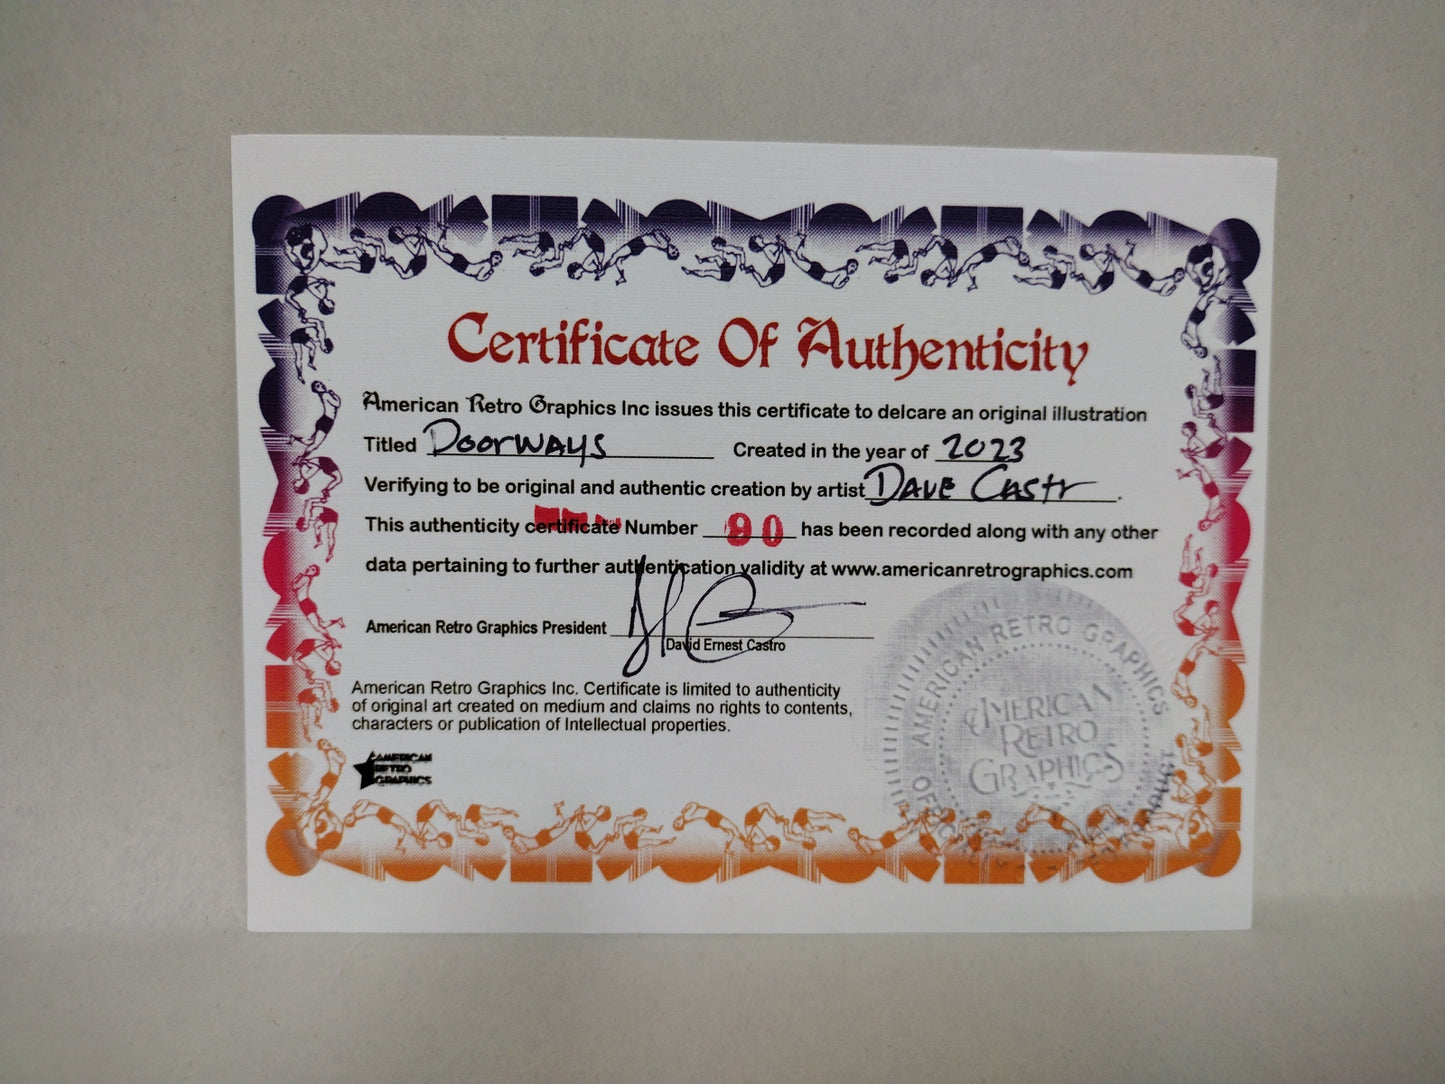 Certificate Of Authenticity
American Retro Graphics Inc issues this certificate to delcare an original illustration
Titled Doorways Created in the year of 2023
Verifying to be original and authentic creation by artist Dave Castr.
This authenticity certificate Number 90 has been recorded along with any other
data pertaining to further authentication validity at www.americanretrographics.com
American Retro Graphics President
David Ernest Castro
American Retro Graphics Inc. Certificate is limited to authenticity
of original art created on medium and claims no rights to contents,
characters or publication of Intellectual properties.
AMERICAN
RETRO
GRAPHICS
AMERICAN RETRO GRAPHICS
AMERICAN
RETRO
GRAPHICS